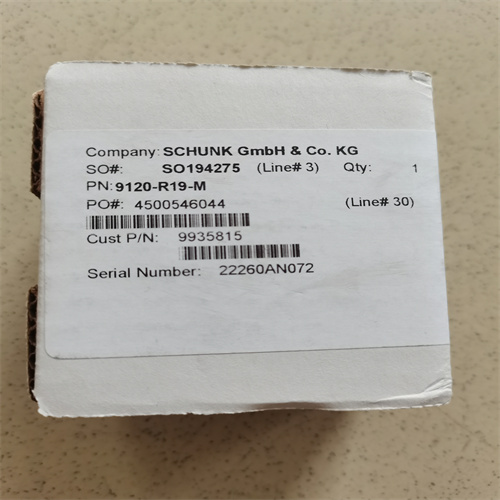 Company: SCHUNK GmbH & Co. KG
SO#: SO194275 (Line# 3) Qty: 1
PN: 9120-R19-M
PO#: 4500546044 (Line# 30)
Cust P/N: 9935815
Serial Number: 22260AN072